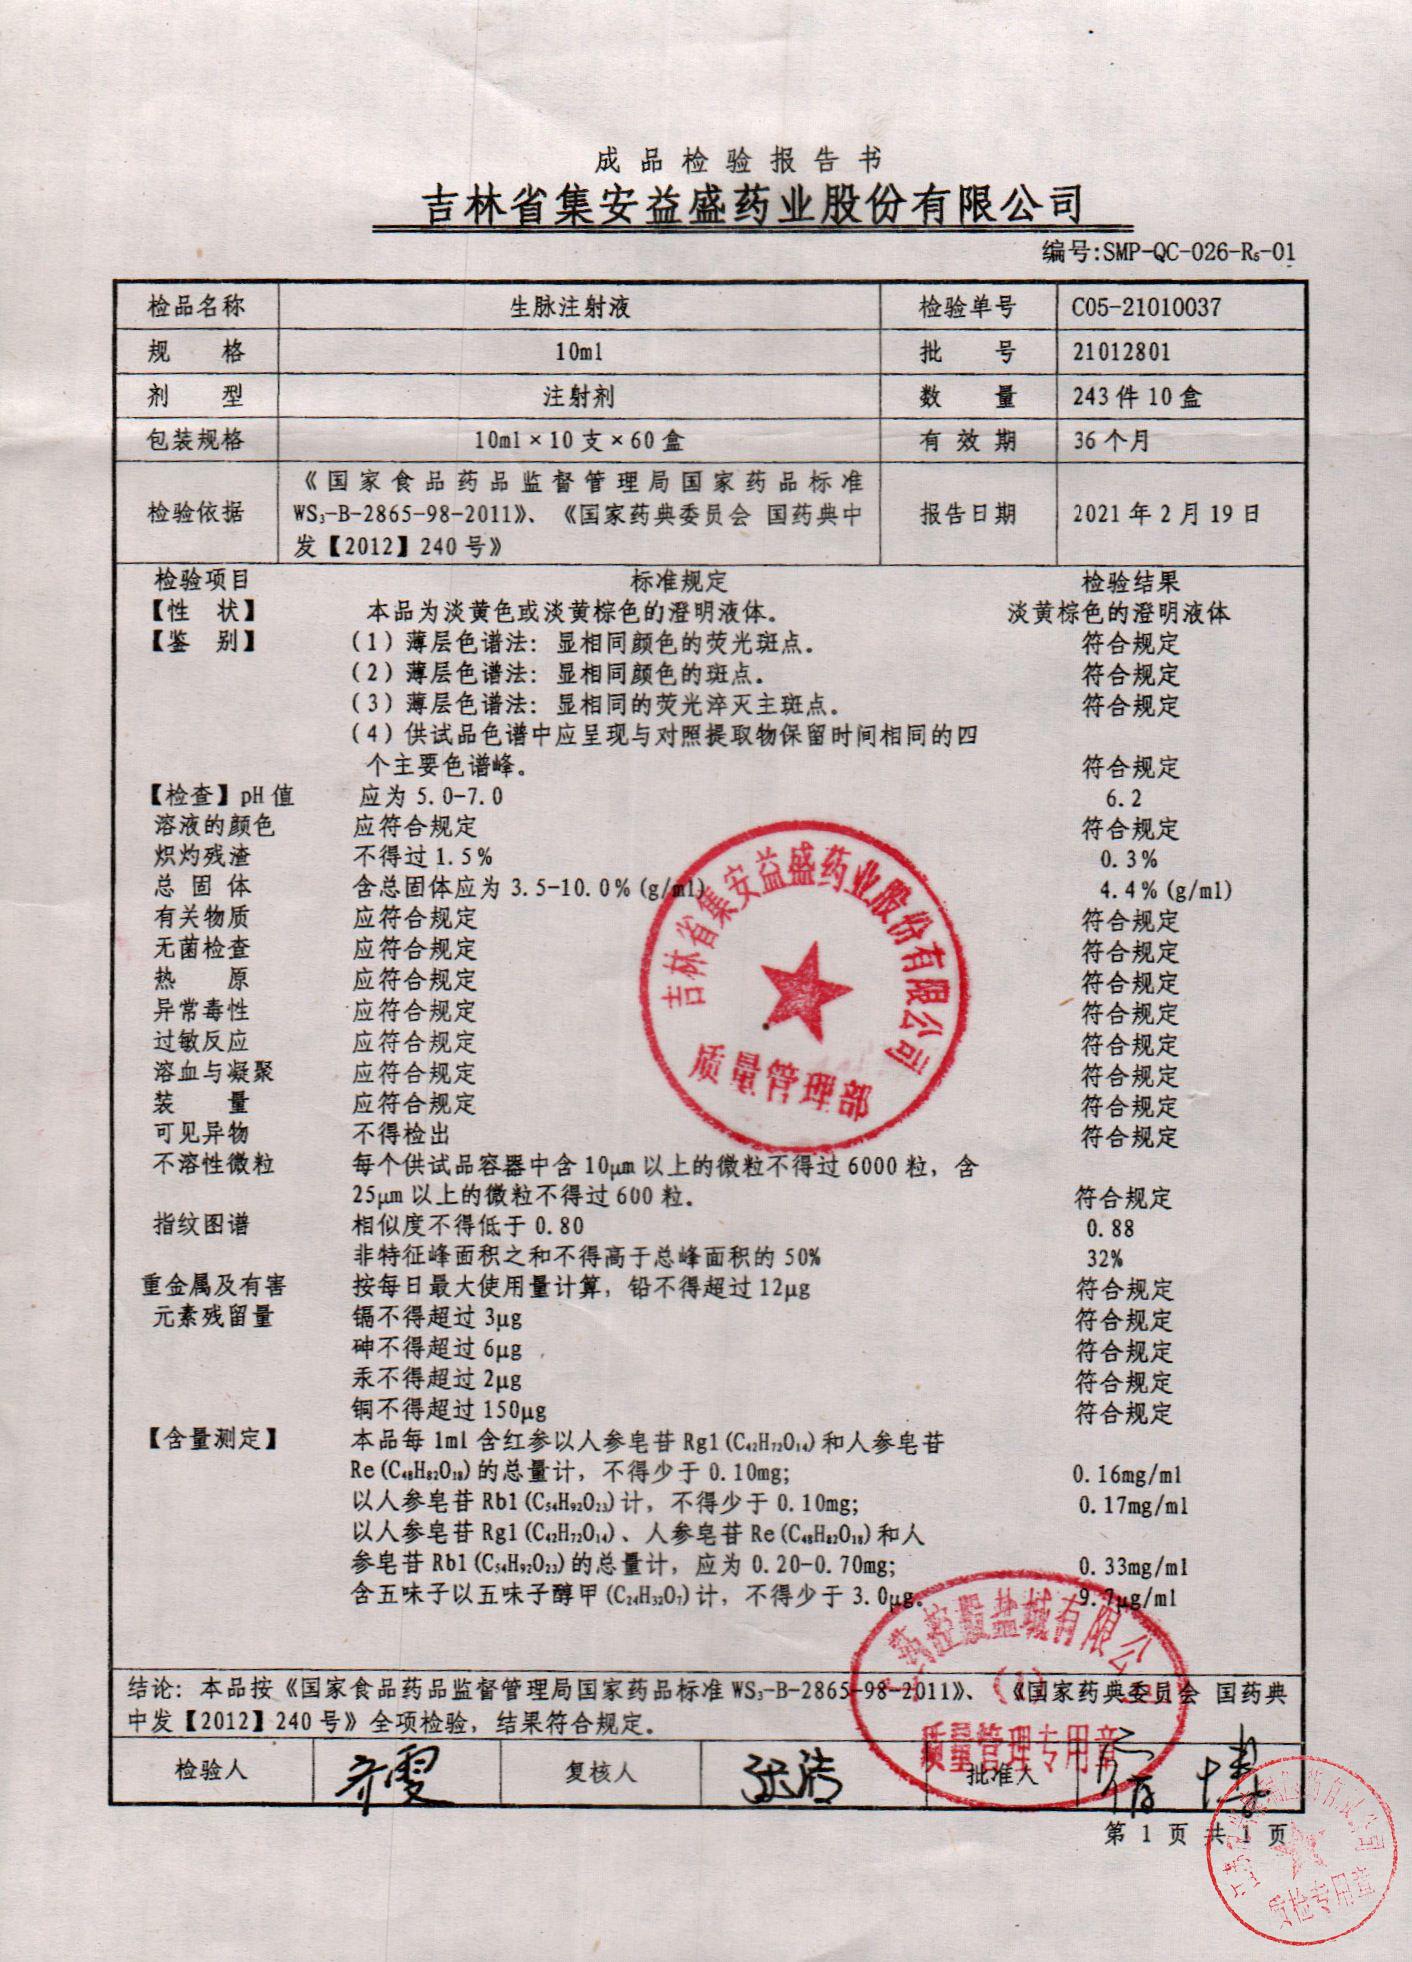 成品检验报告书
吉林省集安益盛药业股份有限公司
编号:SMP-QC-026-R₅-01
检品名称 生脉注射液 检验单号 C05-21010037
规 格 10ml 批 号 21012801
剂 型 注射剂 数 量 243件10盒
包装规格 10ml×10支×60盒 有 效 期 36个月
《国家食品药品监督管理局国家药品标准
检验依据 WS₃-B-2865-98-2011》、《国家药典委员会 国药典中 报告日期 2021年2月19日
发【2012】240号》
检验项目 标准规定 检验结果
【性 状】 本品为淡黄色或淡黄棕色的澄明液体。 淡黄棕色的澄明液体
【鉴 别】 (1)薄层色谱法：显相同颜色的荧光斑点。 符合规定
(2)薄层色谱法：显相同颜色的斑点。 符合规定
(3)薄层色谱法：显相同的荧光淬灭主斑点。 符合规定
(4)供试品色谱中应呈现与对照提取物保留时间相同的四
个主要色谱峰。 符合规定
【检查】pH值 应为5.0-7.0 6.2
溶液的颜色 应符合规定 符合规定
炽灼残渣 不得过1.5% 0.3%
总 固 体 含总固体应为3.5-10.0%(g/ml) 4.4%(g/ml)
有关物质 应符合规定 符合规定
无菌检查 应符合规定 符合规定
热 原 应符合规定 符合规定
异常毒性 应符合规定 符合规定
过敏反应 应符合规定 符合规定
溶血与凝聚 应符合规定 符合规定
装 量 应符合规定 符合规定
可见异物 不得检出 符合规定
不溶性微粒 每个供试品容器中含10μm以上的微粒不得过6000粒，含
25μm以上的微粒不得过600粒。 符合规定
指纹图谱 相似度不得低于0.80 0.88
非特征峰面积之和不得高于总峰面积的50% 32%
重金属及有害 按每日最大使用量计算，铅不得超过12μg 符合规定
元素残留量 镉不得超过3μg 符合规定
砷不得超过6μg 符合规定
汞不得超过2μg 符合规定
铜不得超过150μg 符合规定
【含量测定】 本品每1ml含红参以人参皂苷Rg1(C₄₂H₇₂O₁₄)和人参皂苷
Re(C₄₈H₈₂O₁₈)的总量计，不得少于0.10mg; 0.16mg/ml
以人参皂苷Rb1(C₅₄H₉₂O₂₃)计，不得少于0.10mg; 0.17mg/ml
以人参皂苷Rg1(C₄₂H₇₂O₁₄)、人参皂苷Re(C₄₈H₈₂O₁₈)和人
参皂苷Rb1(C₅₄H₉₂O₂₃)的总量计，应为0.20-0.70mg; 0.33mg/ml
含五味子以五味子醇甲(C₂₄H₃₂O₇)计，不得少于3.0μg。 9.7μg/ml
结论：本品按《国家食品药品监督管理局国家药品标准WS₃-B-2865-98-2011》、《国家药典委员会 国药典
中发【2012】240号》全项检验，结果符合规定。
检验人 齐雯 复核人 张洁 批准人
第 1 页 共 1 页
吉林省集安益盛药业股份有限公司
质量管理部
控股盐城有限公
(1)
质量管理专用章
质检专用章